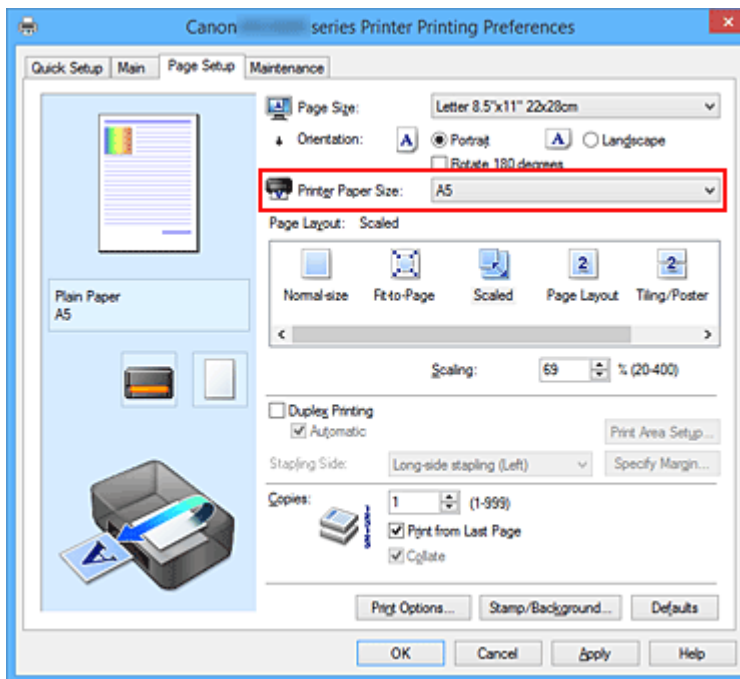 Canon series Printer Printing Preferences
Quick Setup Main Page Setup Maintenance
Page Size: Letter 8.5"x11" 22x28cm
Orientation: A Portrait A Landscape
Rotate 180 degrees
Printer Paper Size: A5
Page Layout: Scaled
Normal-size Fit-to-Page Scaled Page Layout Tiling/Poster
Plain Paper
A5
Scaling: 69 % (20-400)
Duplex Printing
Automatic
Print Area Setup...
Stapling Side: Long-side stapling (Left) Specify Margin...
Copies: 1 (1-999)
Print from Last Page
Collate
Print Options... Stamp/Background... Defaults
OK Cancel Apply Help